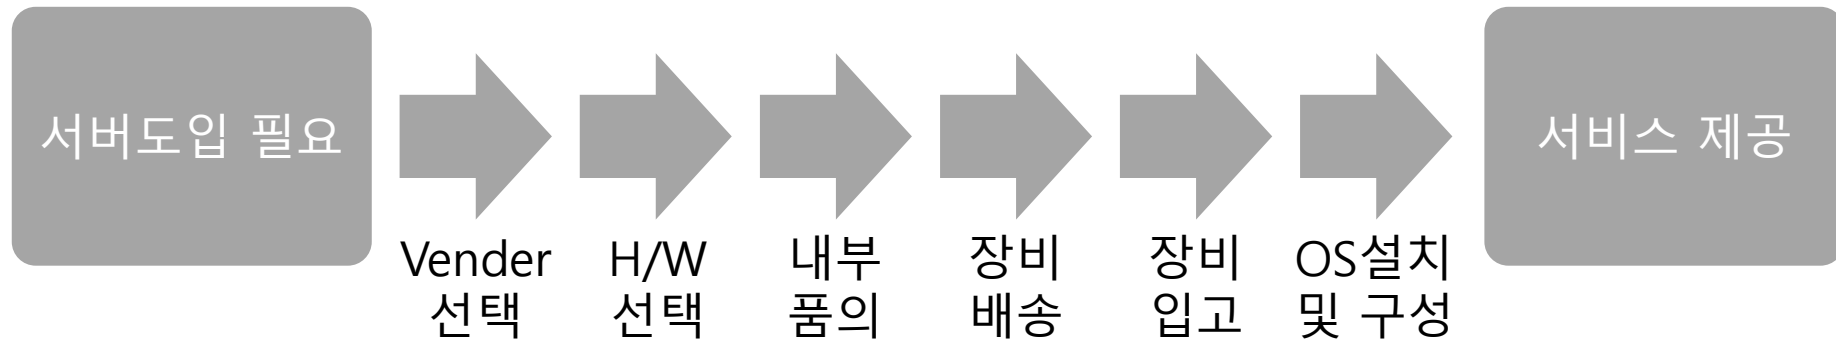 서버도입 필요
서비스 제공
Vender
선택
H/W
선택
내부
품의
장비
배송
장비
입고
OS설치
및 구성